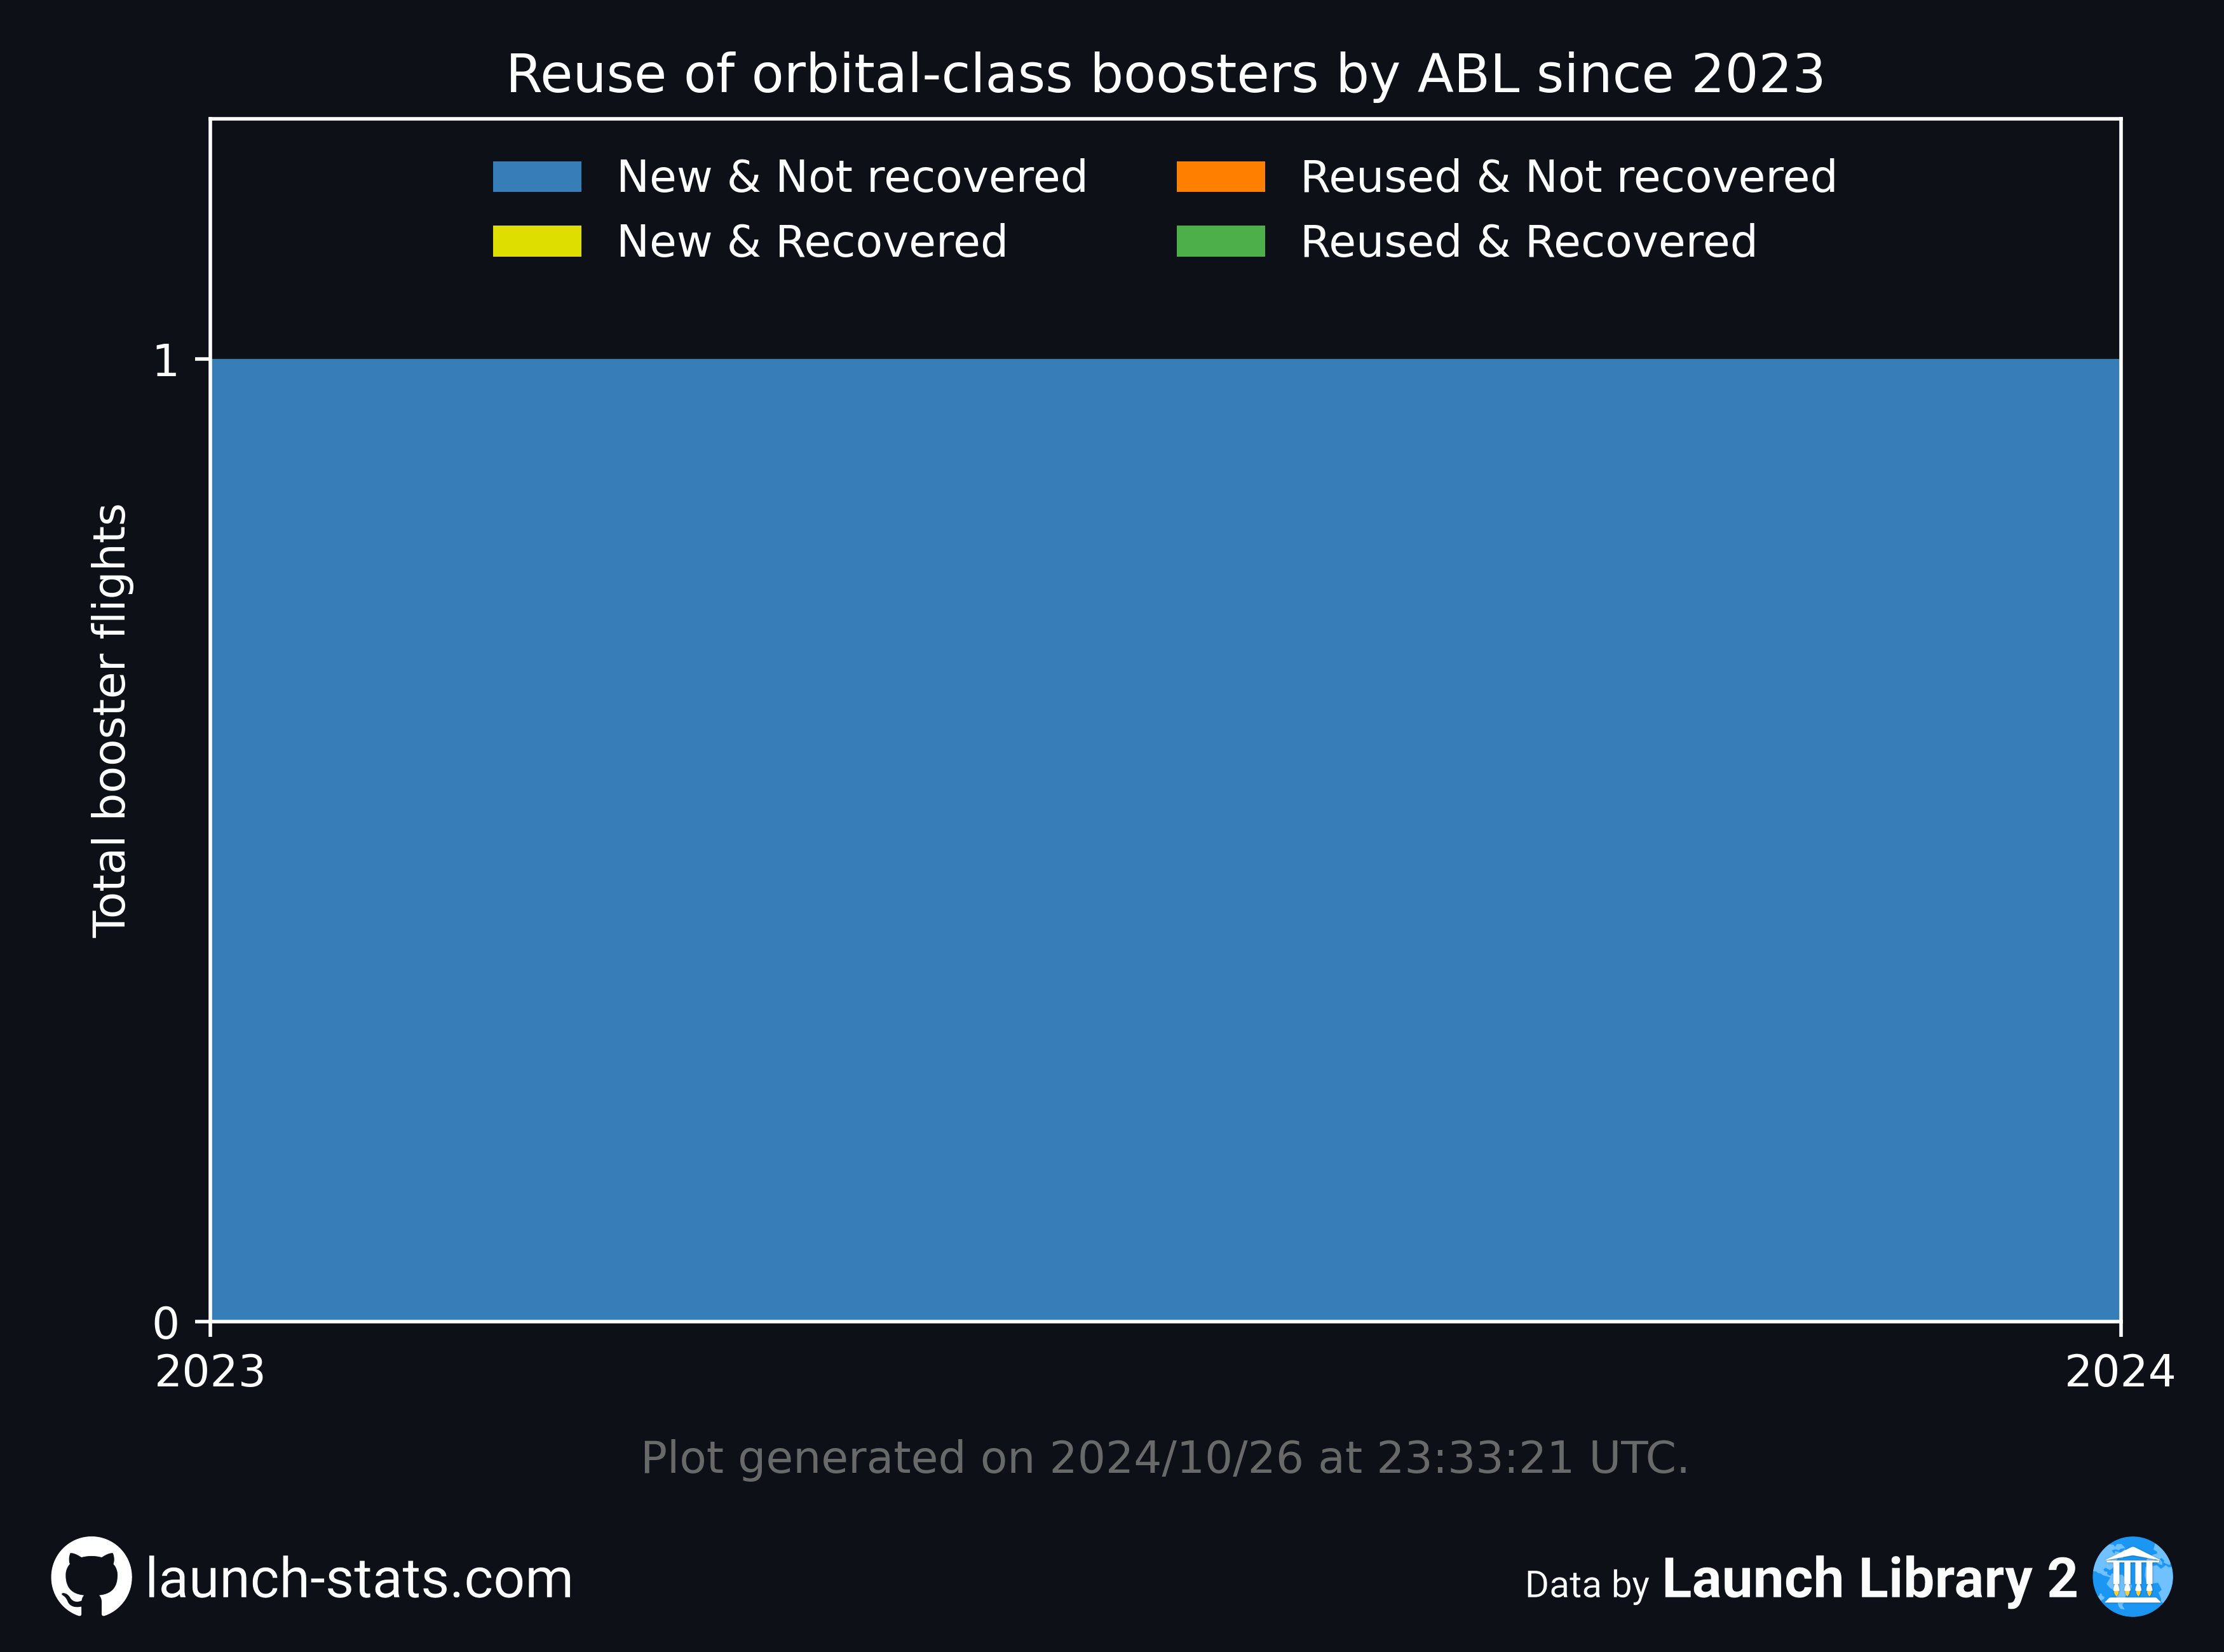 Reuse of orbital-class boosters by ABL since 2023
New & Not recovered
New & Recovered
Reused & Not recovered
Reused & Recovered
Total booster flights
1
0
2023
2024
Plot generated on 2024/10/26 at 23:33:21 UTC.
launch-stats.com
Data by Launch Library 2